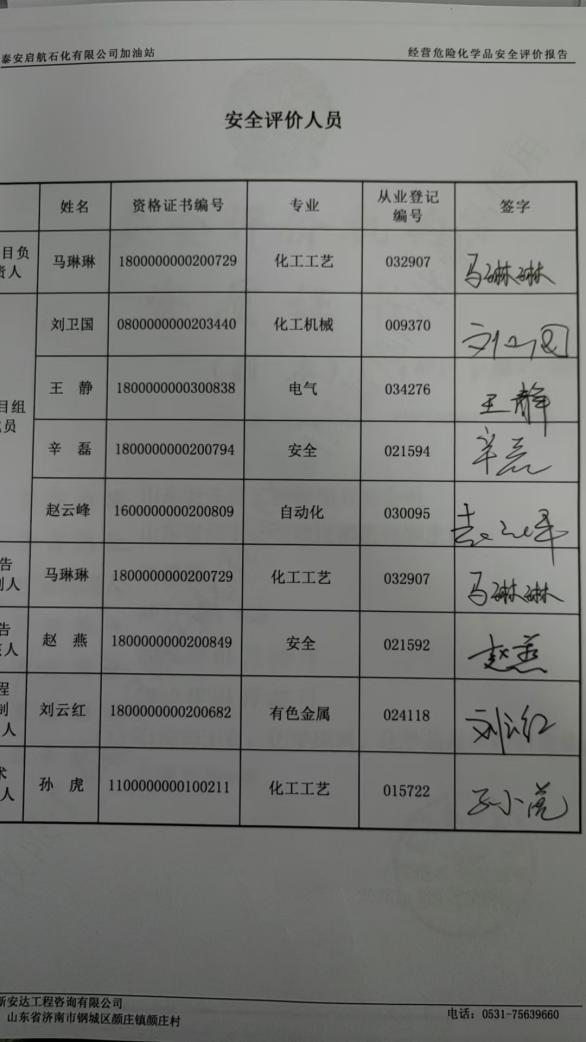 泰安启航石化有限公司加油站 经营危险化学品安全评价报告
安全评价人员
姓名 资格证书编号 专业 从业登记编号 签字
目负责人 马琳琳 1800000000200729 化工工艺 032907 马琳琳
目组成员 刘卫国 0800000000203440 化工机械 009370 刘卫国
王 静 1800000000300838 电气 034276 王静
辛 磊 1800000000200794 安全 021594 辛磊
赵云峰 1600000000200809 自动化 030095
告 制人 马琳琳 1800000000200729 化工工艺 032907 马琳琳
告 人 赵 燕 1800000000200849 安全 021592 赵燕
程 制 人 刘云红 1800000000200682 有色金属 024118 刘云红
术 人 孙 虎 1100000000100211 化工工艺 015722
新安达工程咨询有限公司
山东省济南市钢城区颜庄镇颜庄村 电话：0531-75639660